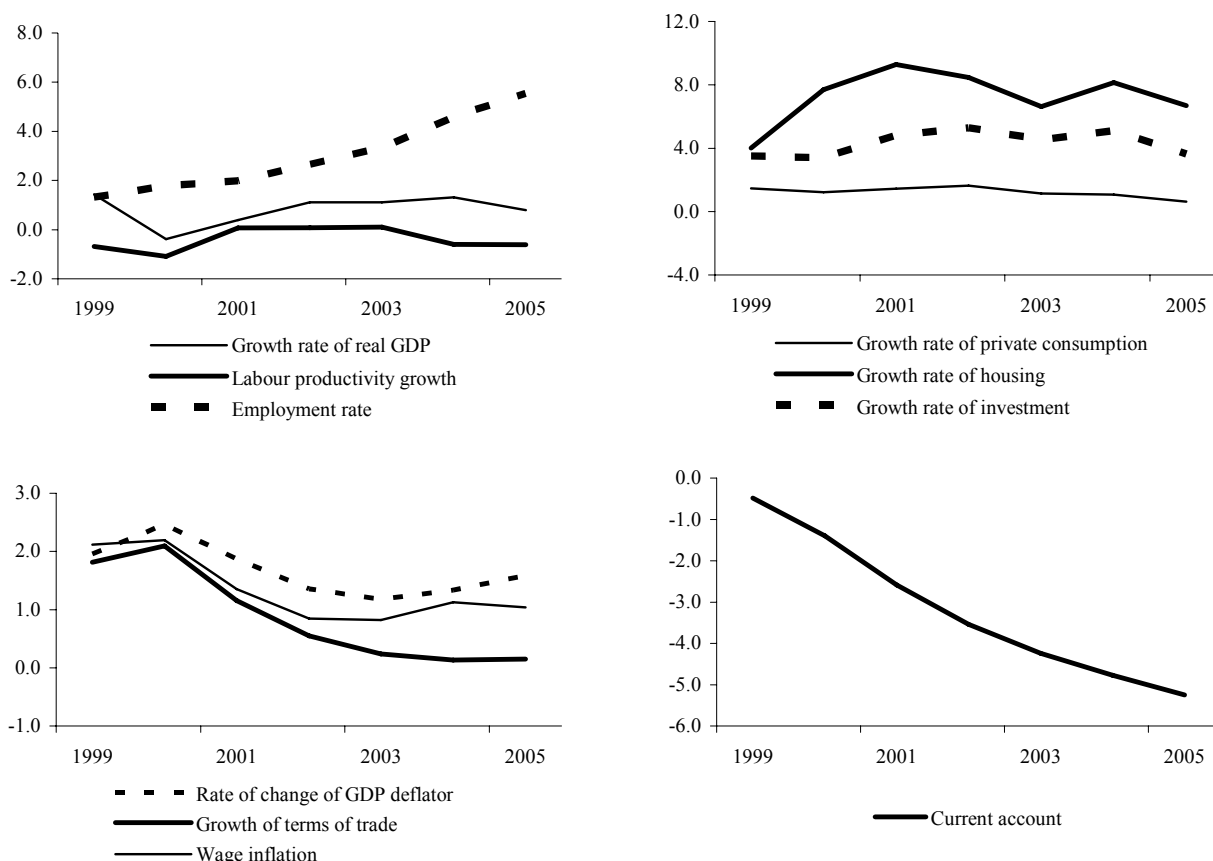 8.0
6.0
4.0
2.0
0.0
-2.0
1999 2001 2003 2005
Growth rate of real GDP
Labour productivity growth
Employment rate
12.0
8.0
4.0
0.0
-4.0
1999 2001 2003 2005
Growth rate of private consumption
Growth rate of housing
Growth rate of investment
3.0
2.0
1.0
0.0
-1.0
1999 2001 2003 2005
Rate of change of GDP deflator
Growth of terms of trade
Wage inflation
0.0
-1.0
-2.0
-3.0
-4.0
-5.0
-6.0
1999 2001 2003 2005
Current account